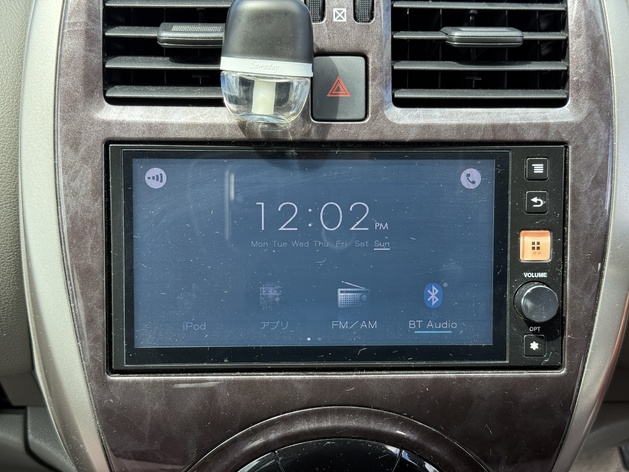 12:02 PM
Mon Tue Wed Thu Fri Sat Sun
iPod
アプリ
FM/AM
BT Audio
VOLUME
OPT